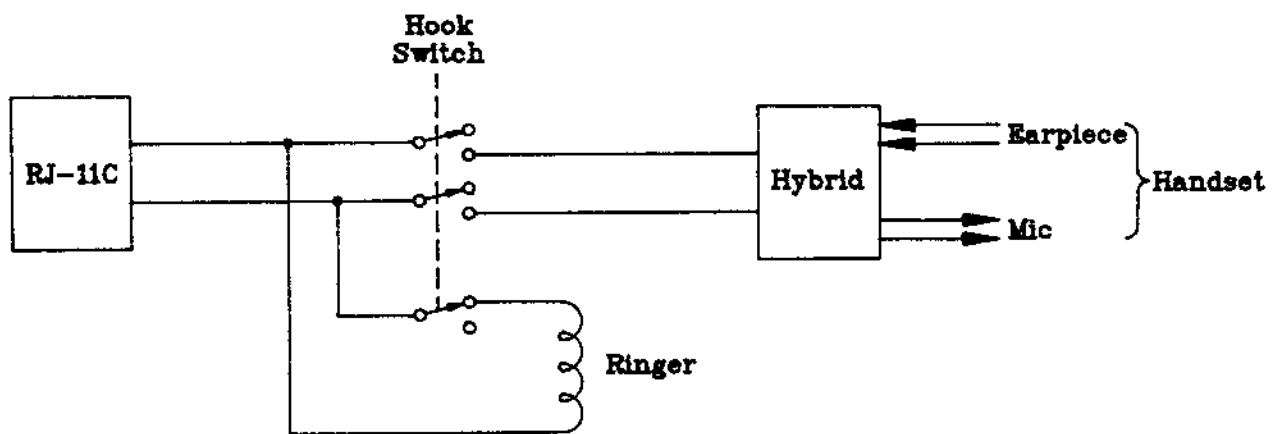 Hook
Switch
RJ-11C
Hybrid
Earpiece
Mic
Handset
Ringer